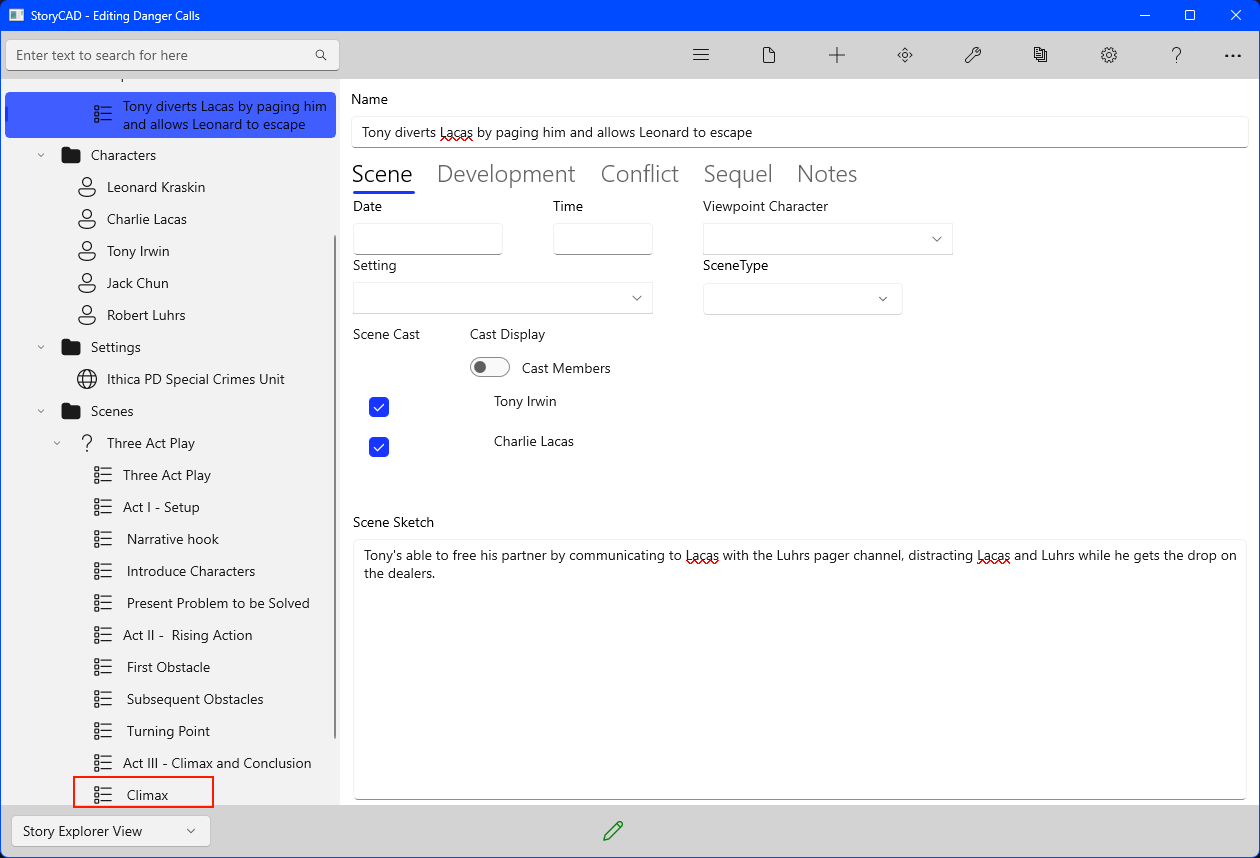 StoryCAD - Editing Danger Calls
Enter text to search for here
Tony diverts Lacas by paging him
and allows Leonard to escape
Characters
Leonard Kraskin
Charlie Lacas
Tony Irwin
Jack Chun
Robert Luhrs
Settings
Ithica PD Special Crimes Unit
Scenes
Three Act Play
Three Act Play
Act I - Setup
Narrative hook
Introduce Characters
Present Problem to be Solved
Act II -  Rising Action
First Obstacle
Subsequent Obstacles
Turning Point
Act III - Climax and Conclusion
Climax
Story Explorer View
Name
Tony diverts Lacas by paging him and allows Leonard to escape
Scene Development Conflict Sequel Notes
Date Time Viewpoint Character
Setting SceneType
Scene Cast Cast Display
Cast Members
Tony Irwin
Charlie Lacas
Scene Sketch
Tony's able to free his partner by communicating to Lacas with the Luhrs pager channel, distracting Lacas and Luhrs while he gets the drop on
the dealers.